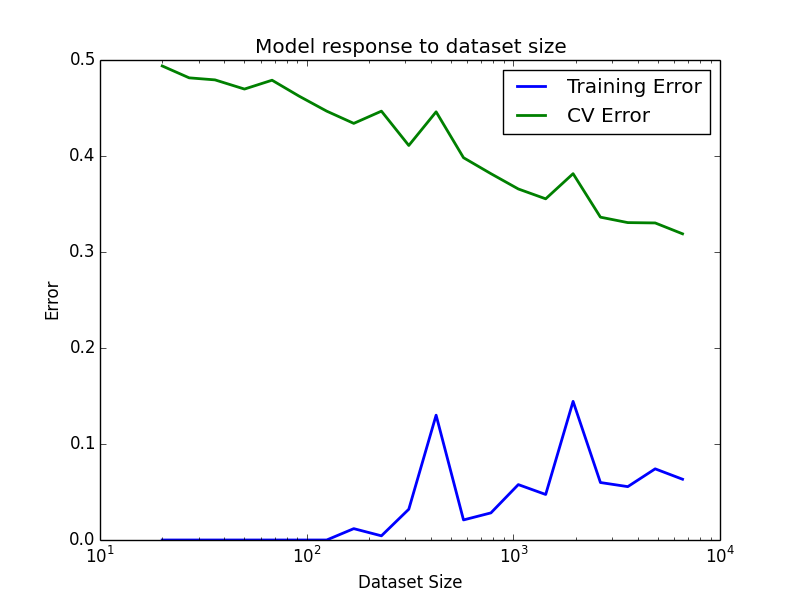 Model response to dataset size
Training Error
CV Error
0.5
0.4
0.3
0.2
0.1
0.0
Error
10¹ 10² 10³ 10⁴
Dataset Size